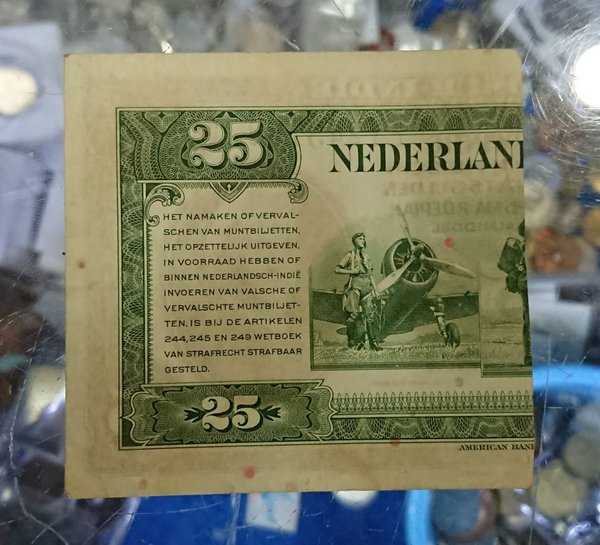 25
NEDERLAN
HET NAMAKEN OF VERVAL-
SCHEN VAN MUNTBILJETTEN,
HET OPZETTELIJK UITGEVEN,
IN VOORRAAD HEBBEN OF
BINNEN NEDERLANDSCH-INDIË
INVOEREN VAN VALSCHE OF
VERVALSCHTE MUNTBILJET-
TEN, IS BIJ DE ARTIKELEN
244, 245 EN 249 WETBOEK
VAN STRAFRECHT STRAFBAAR
GESTELD.
25
AMERICAN BAN